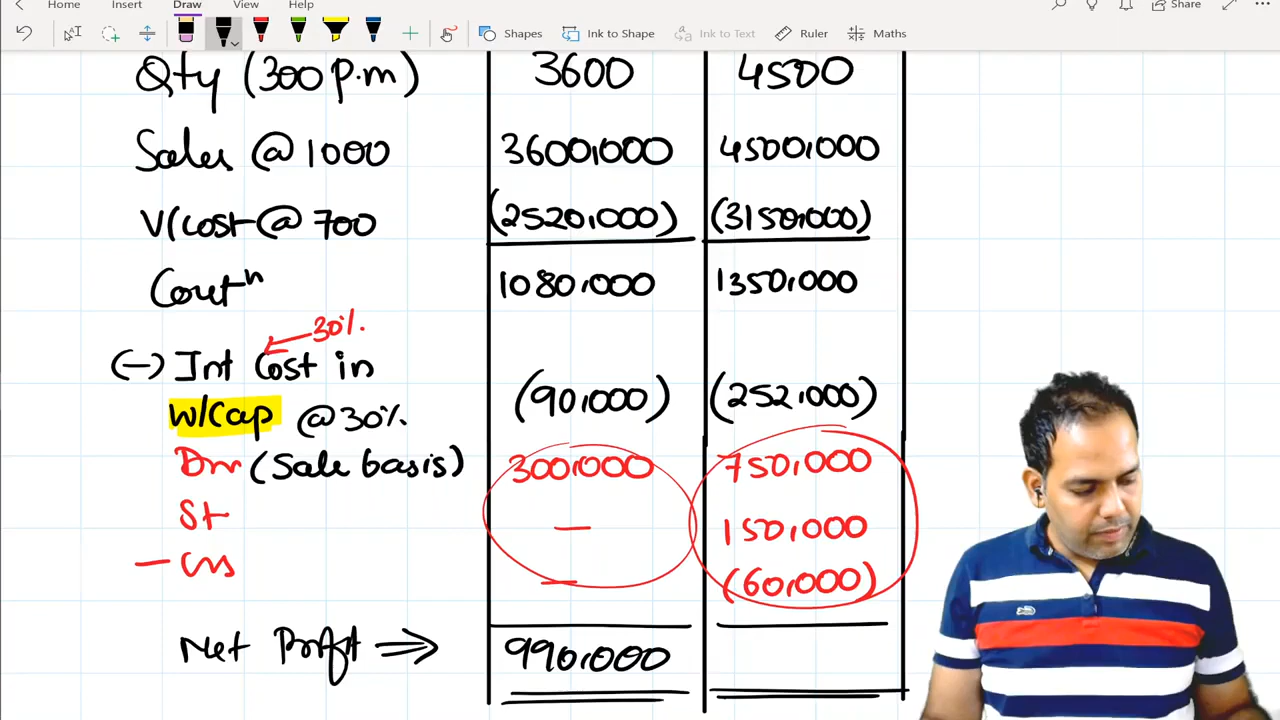 Home Insert Draw View Help Share
Shapes Ink to Shape Ink to Text Ruler Maths
Qty (300 p.m) 3600 4500
Sales @ 1000 3600,000 4500,000
V/Cost @ 700 (2520,000) (3150,000)
Contⁿ 1080,000 1350,000
30%.
(-) Int Cost in
W/Cap @ 30%. (90,000) (252,000)
Drs (Sale basis) 300,000 750,000
St — 150,000
— Crs — (60,000)
Net Profit ⇒ 990,000